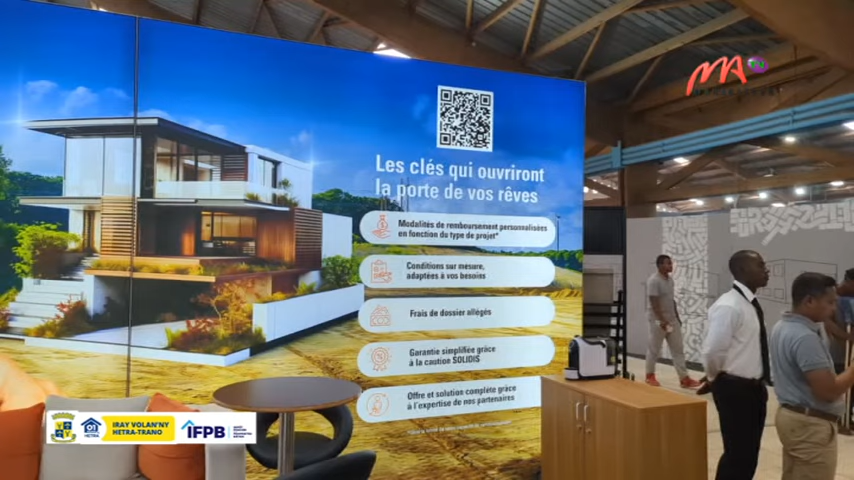 MA
TV
Les clés qui ouvriront
la porte de vos rêves
Modalités de remboursement personnalisées
en fonction du type de projet*
Conditions sur mesure,
adaptées à vos besoins
Frais de dossier allégés
Garantie simplifiée grâce
à la caution SOLIDIS
Offre et solution complète grâce
à l'expertise de nos partenaires
HETRA
IRAY VOLAN'NY
HETRA-TRANO
IFPB